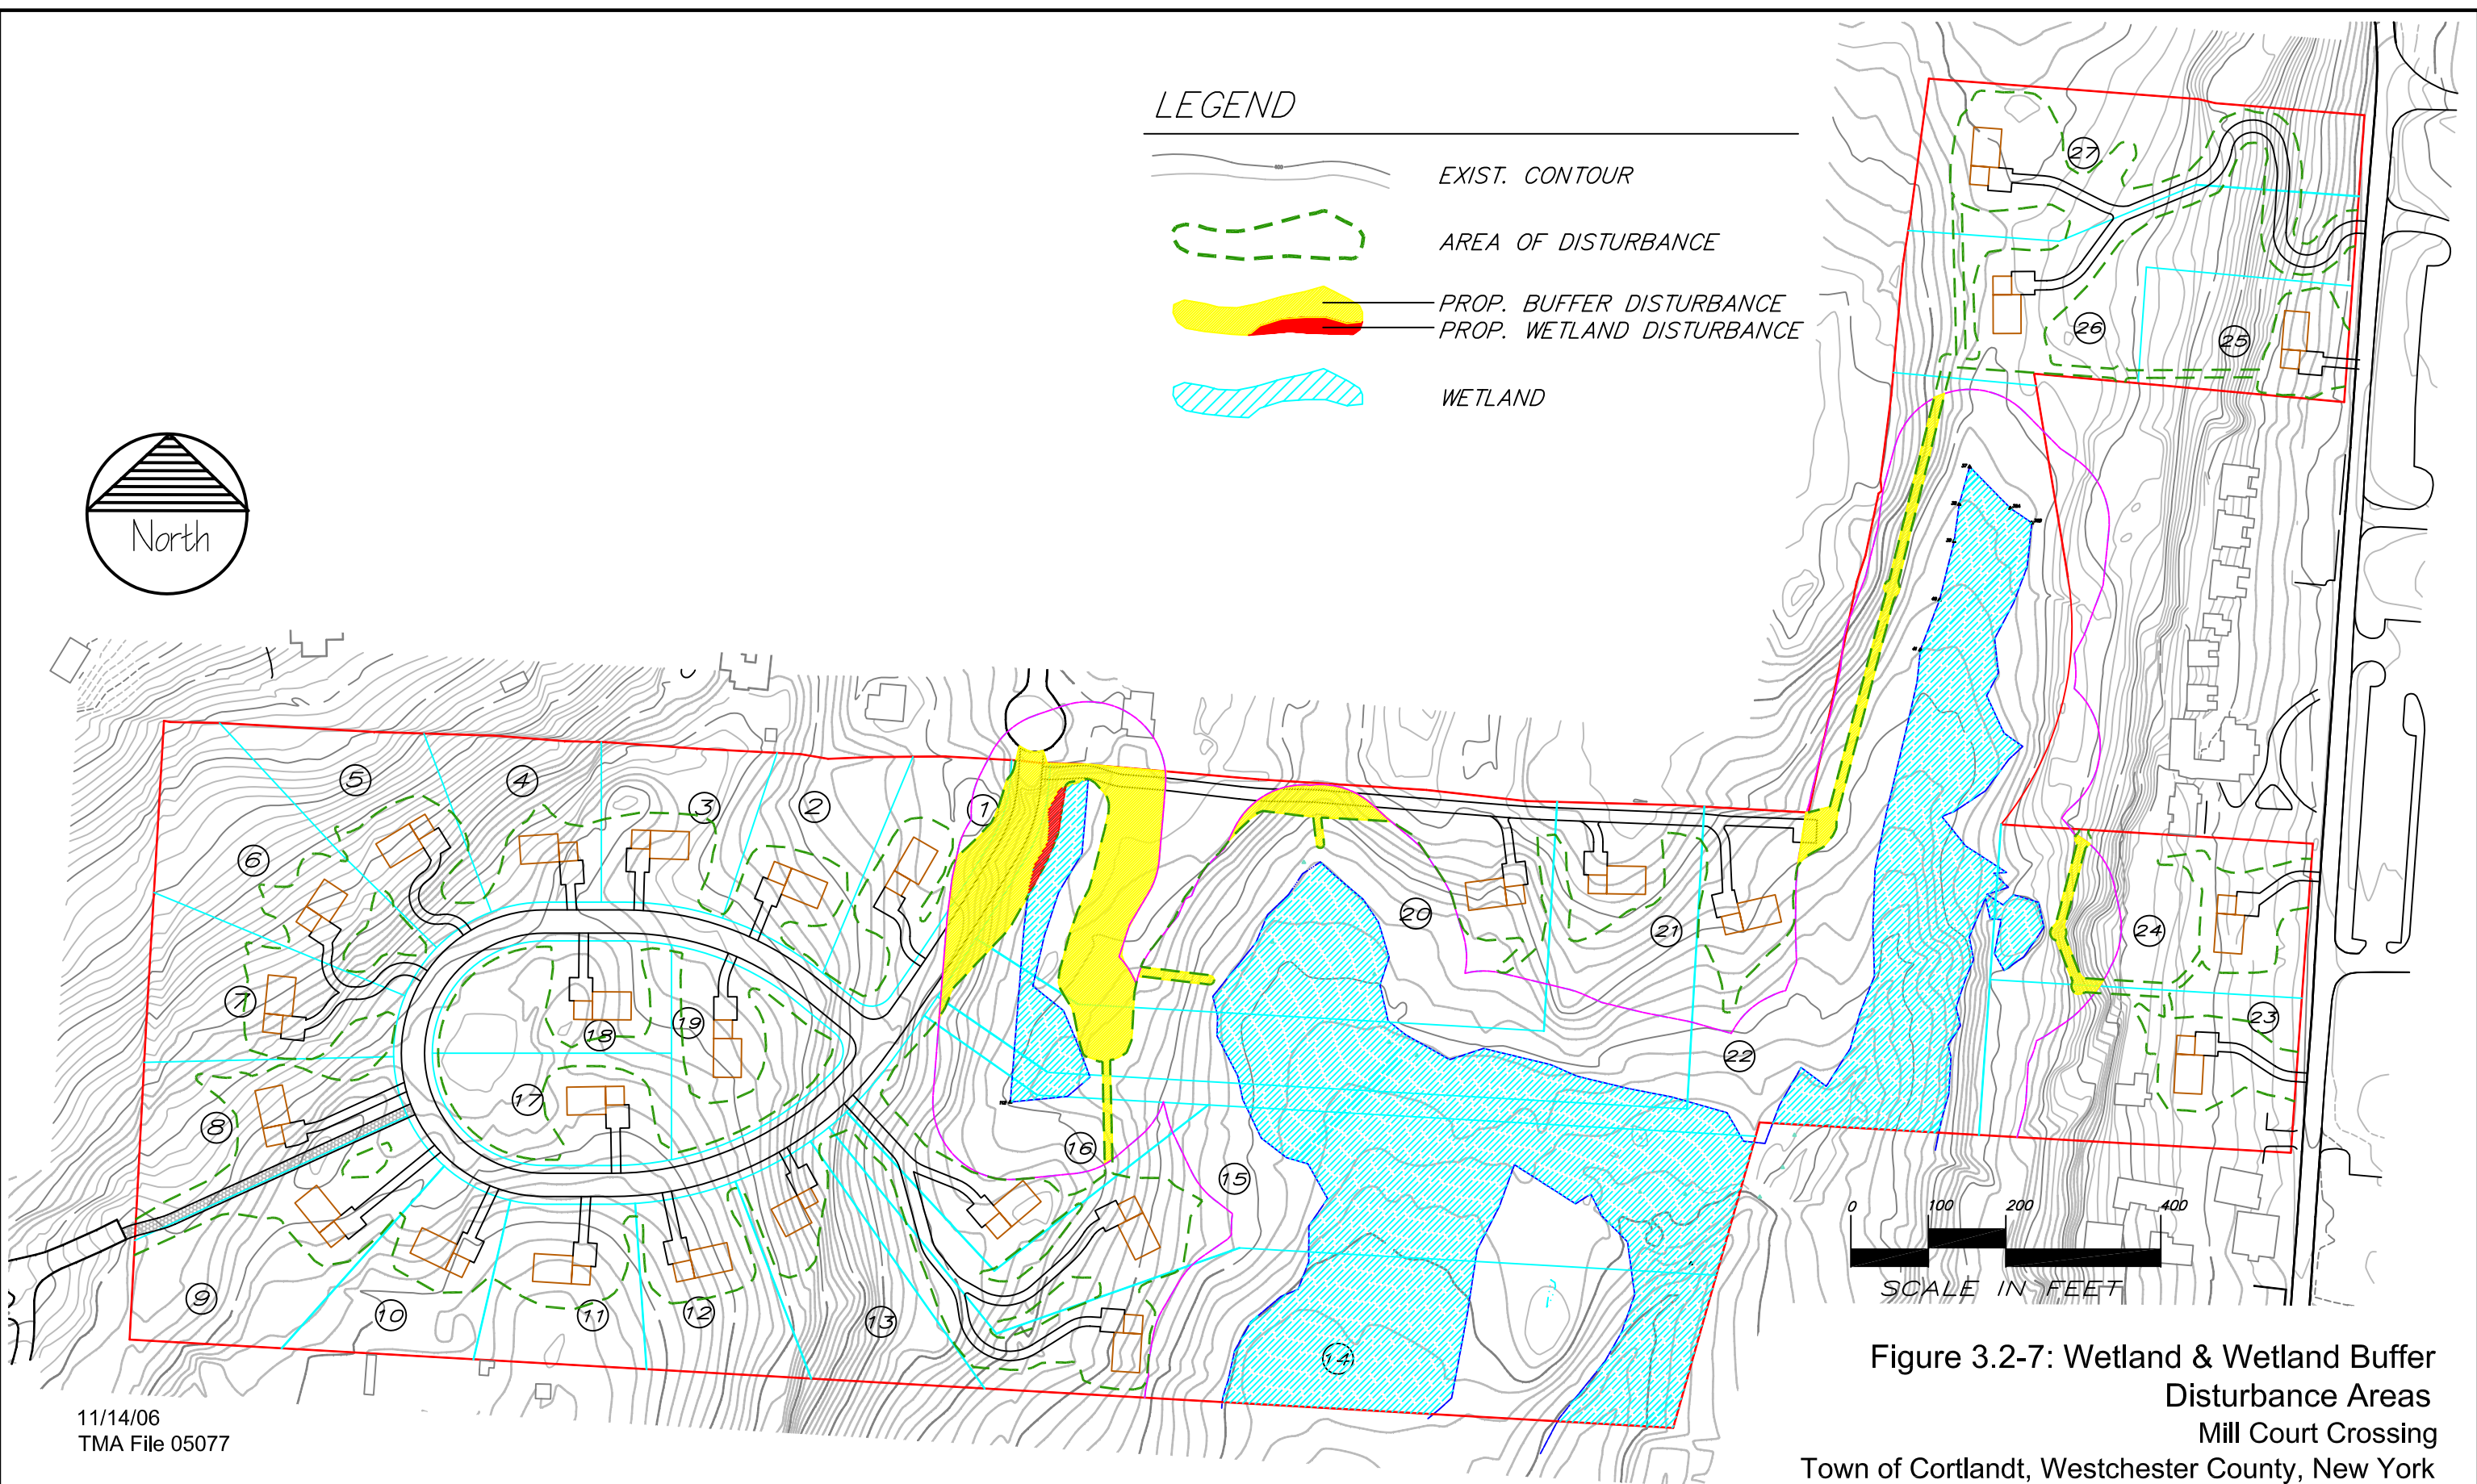 LEGEND
EXIST. CONTOUR
AREA OF DISTURBANCE
PROP. BUFFER DISTURBANCE
PROP. WETLAND DISTURBANCE
WETLAND
North
27
26
25
5
4
3
2
1
6
20
21
24
7
18
19
23
22
17
8
16
15
9
10
11
12
13
14
0 100 200 400
SCALE IN FEET
Figure 3.2-7: Wetland & Wetland Buffer
Disturbance Areas
Mill Court Crossing
Town of Cortlandt, Westchester County, New York
11/14/06
TMA File 05077